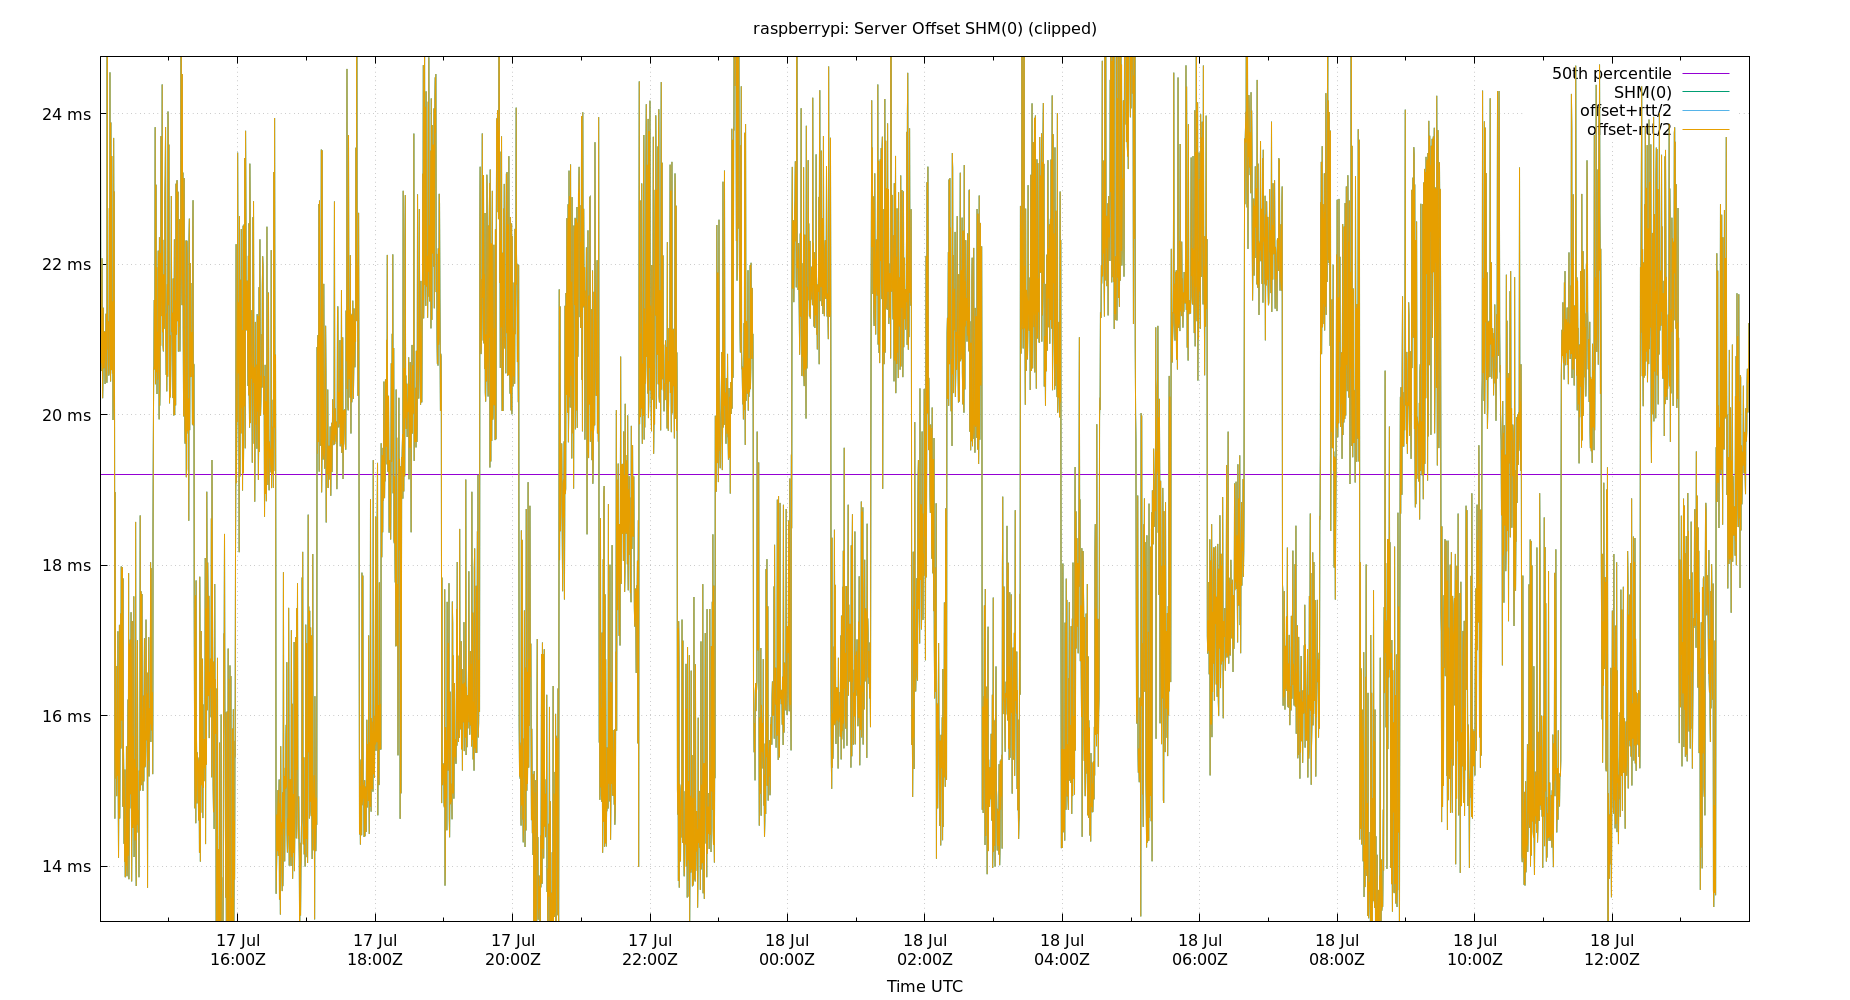 raspberrypi: Server Offset SHM(0) (clipped)
50th percentile
SHM(0)
offset+rtt/2
offset-rtt/2
24 ms
22 ms
20 ms
18 ms
16 ms
14 ms
17 Jul 17 Jul 17 Jul 17 Jul 18 Jul 18 Jul 18 Jul 18 Jul 18 Jul 18 Jul 18 Jul
16:00Z 18:00Z 20:00Z 22:00Z 00:00Z 02:00Z 04:00Z 06:00Z 08:00Z 10:00Z 12:00Z
Time UTC